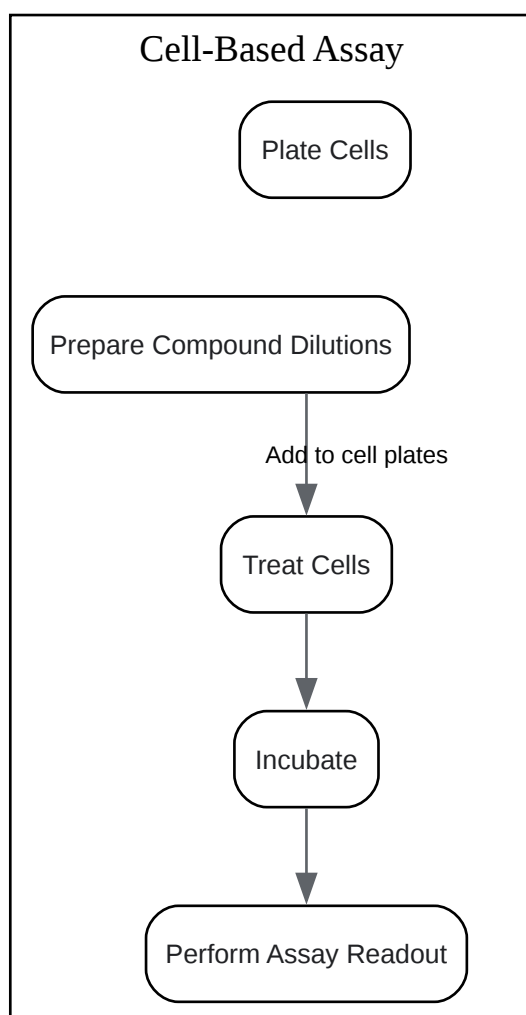 Cell-Based Assay
Plate Cells
Prepare Compound Dilutions
Add to cell plates
Treat Cells
Incubate
Perform Assay Readout